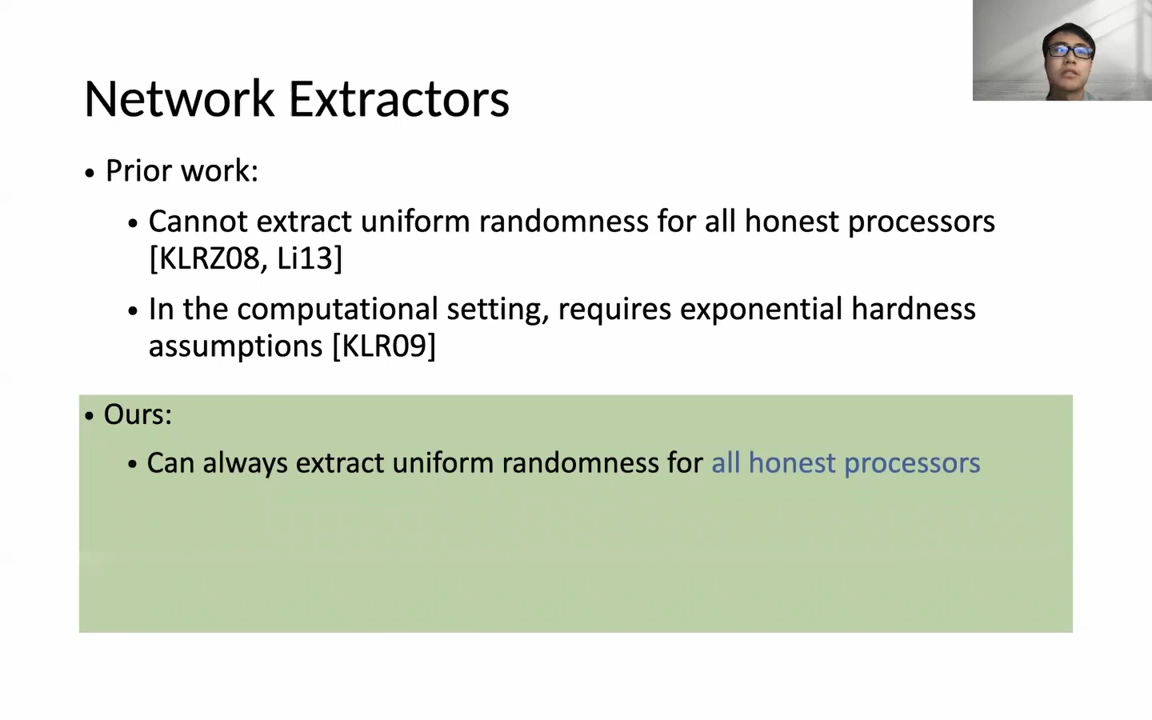 Network Extractors
• Prior work:
• Cannot extract uniform randomness for all honest processors
[KLRZ08, Li13]
• In the computational setting, requires exponential hardness
assumptions [KLR09]
• Ours:
• Can always extract uniform randomness for all honest processors